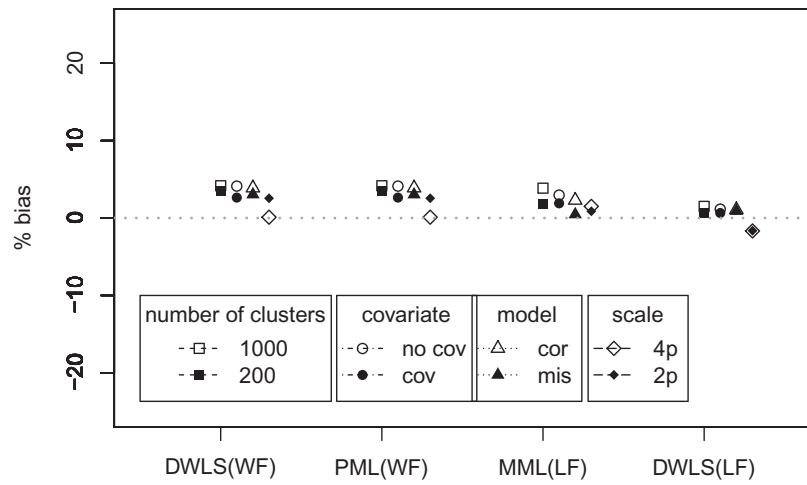 % bias
20
10
0
−10
−20
number of clusters
1000
200
covariate
no cov
cov
model
cor
mis
scale
4p
2p
DWLS(WF)
PML(WF)
MML(LF)
DWLS(LF)